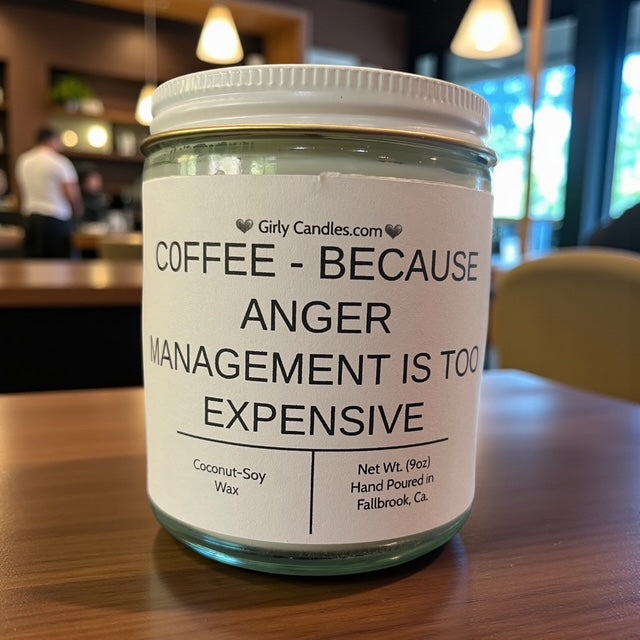 Girly Candles.com
COFFEE - BECAUSE
ANGER
MANAGEMENT IS TOO
EXPENSIVE
Coconut-Soy
Wax
Net Wt. (9oz)
Hand Poured in
Fallbrook, Ca.